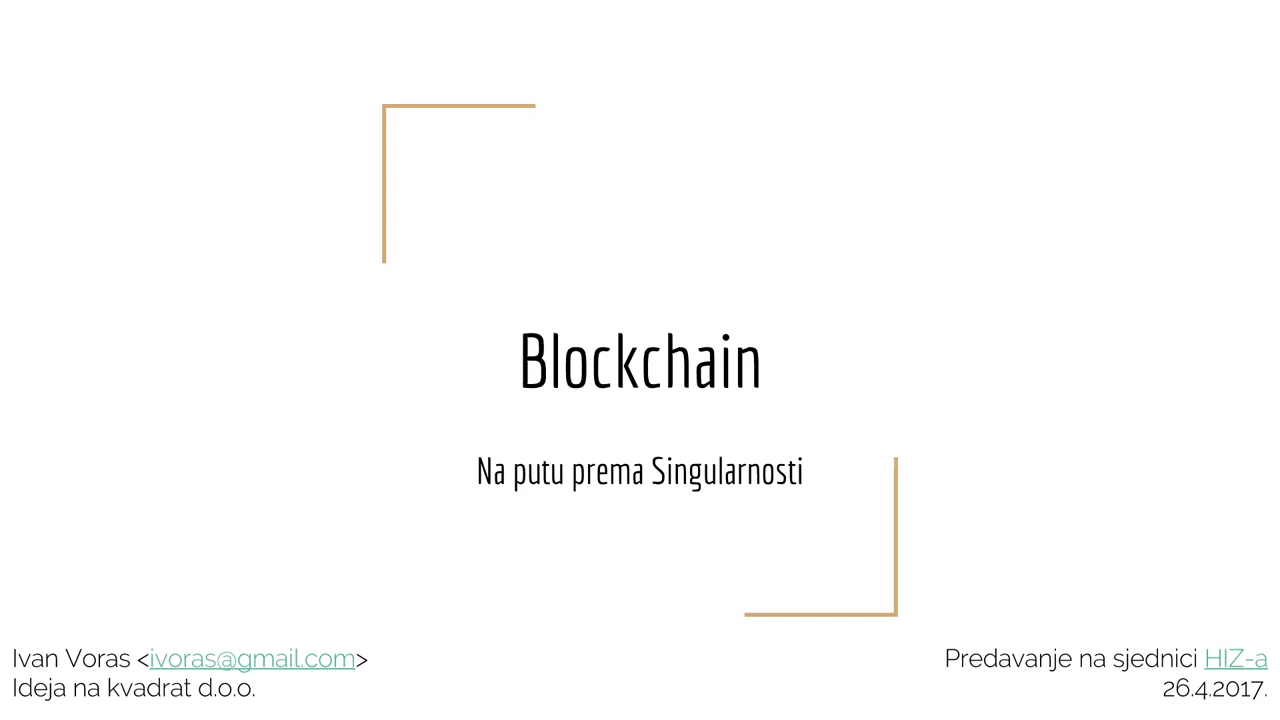 Blockchain
Na putu prema Singularnosti
Ivan Voras <ivoras@gmail.com>
Ideja na kvadrat d.o.o.
Predavanje na sjednici HIZ-a
26.4.2017.